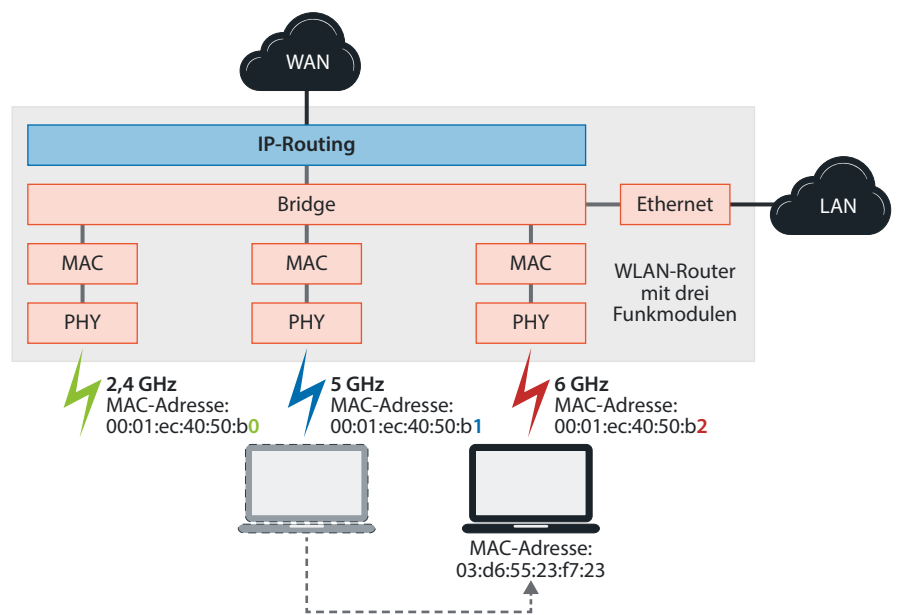 WAN
IP-Routing
Bridge
Ethernet
LAN
MAC
MAC
MAC
WLAN-Router
mit drei
Funkmodulen
PHY
PHY
PHY
2,4 GHz
MAC-Adresse:
00:01:ec:40:50:b0
5 GHz
MAC-Adresse:
00:01:ec:40:50:b1
6 GHz
MAC-Adresse:
00:01:ec:40:50:b2
MAC-Adresse:
03:d6:55:23:f7:23